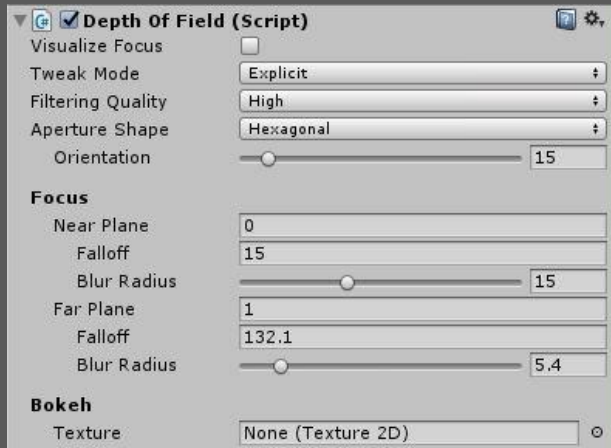 Depth Of Field (Script)
Visualize Focus
Tweak Mode Explicit
Filtering Quality High
Aperture Shape Hexagonal
Orientation 15
Focus
Near Plane 0
Falloff 15
Blur Radius 15
Far Plane 1
Falloff 132.1
Blur Radius 5.4
Bokeh
Texture None (Texture 2D)